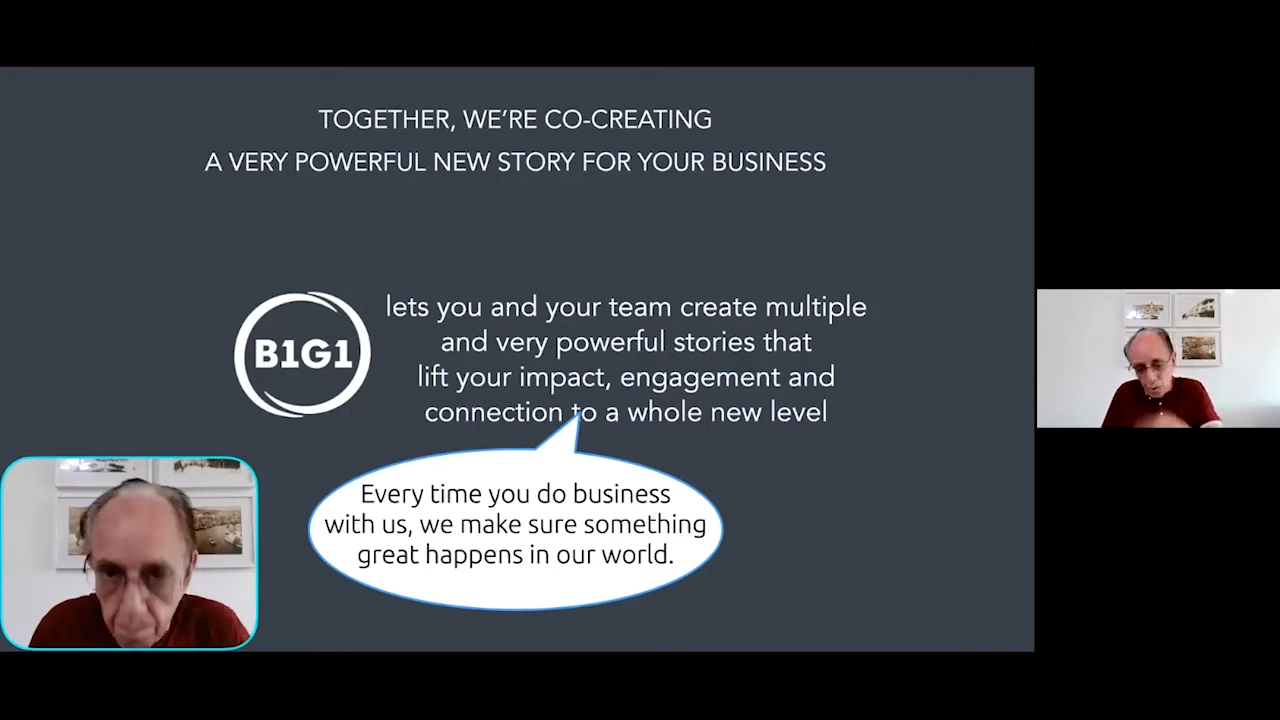 TOGETHER, WE'RE CO-CREATING
A VERY POWERFUL NEW STORY FOR YOUR BUSINESS
B1G1
lets you and your team create multiple
and very powerful stories that
lift your impact, engagement and
connection to a whole new level
Every time you do business
with us, we make sure something
great happens in our world.